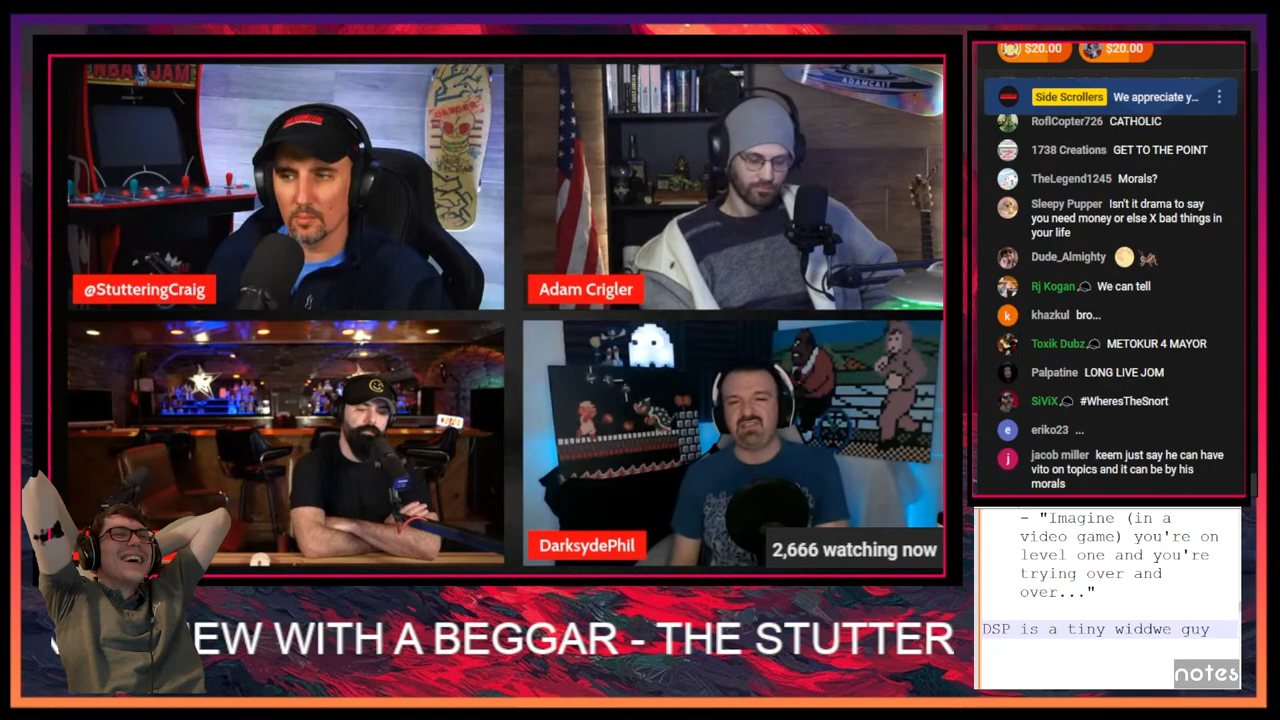 NBA JAM
ADAMCAST
@StutteringCraig
Adam Crigler
DarksydePhil
2,666 watching now
EW WITH A BEGGAR - THE STUTTER
$20.00 $20.00
Side Scrollers We appreciate y...
RoflCopter726 CATHOLIC
1738 Creations GET TO THE POINT
TheLegend1245 Morals?
Sleepy Pupper Isn't it drama to say
you need money or else X bad things in
your life
Dude_Almighty
Rj Kogan We can tell
khazkul bro...
Toxik Dubz METOKUR 4 MAYOR
Palpatine LONG LIVE JOM
SiViX #WheresTheSnort
eriko23 ...
jacob miller keem just say he can have
vito on topics and it can be by his
morals
- "Imagine (in a
video game) you're on
level one and you're
trying over and
over..."
DSP is a tiny widdwe guy
notes